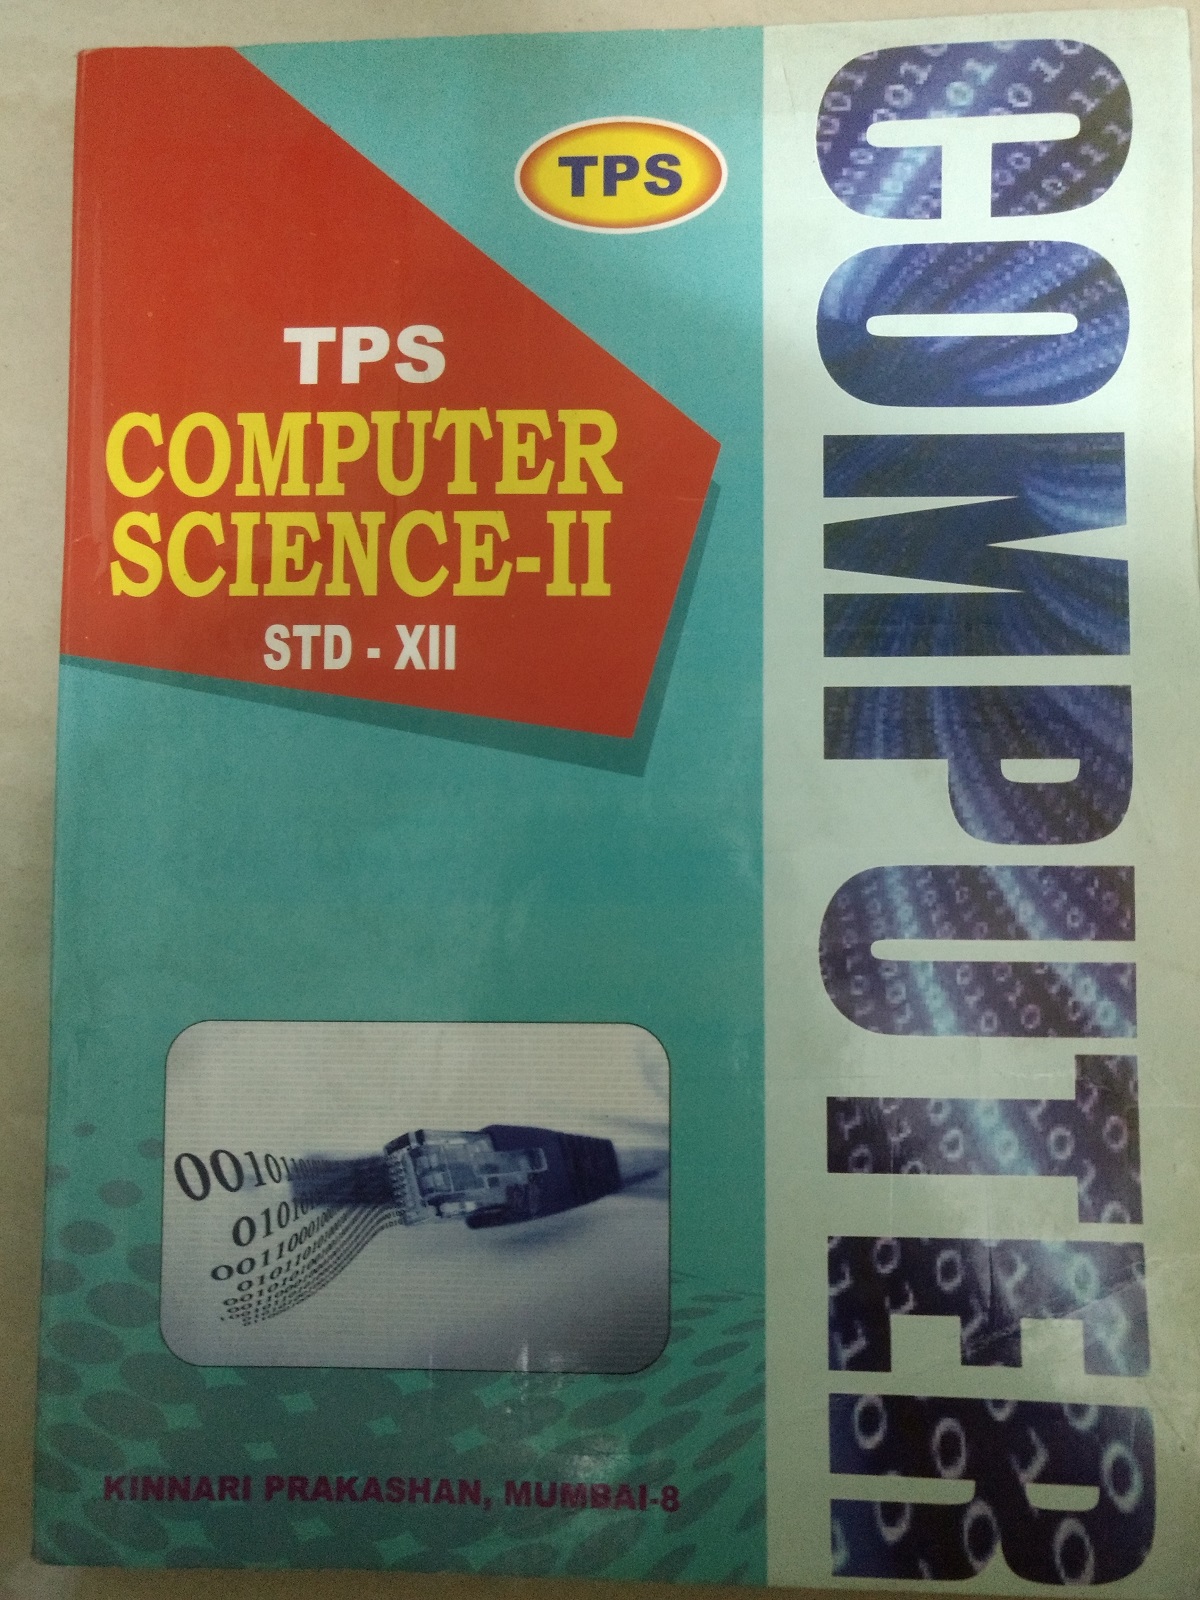 TPS
TPS
COMPUTER
SCIENCE-II
STD - XII
COMPUTER
KINNARI PRAKASHAN, MUMBAI-8